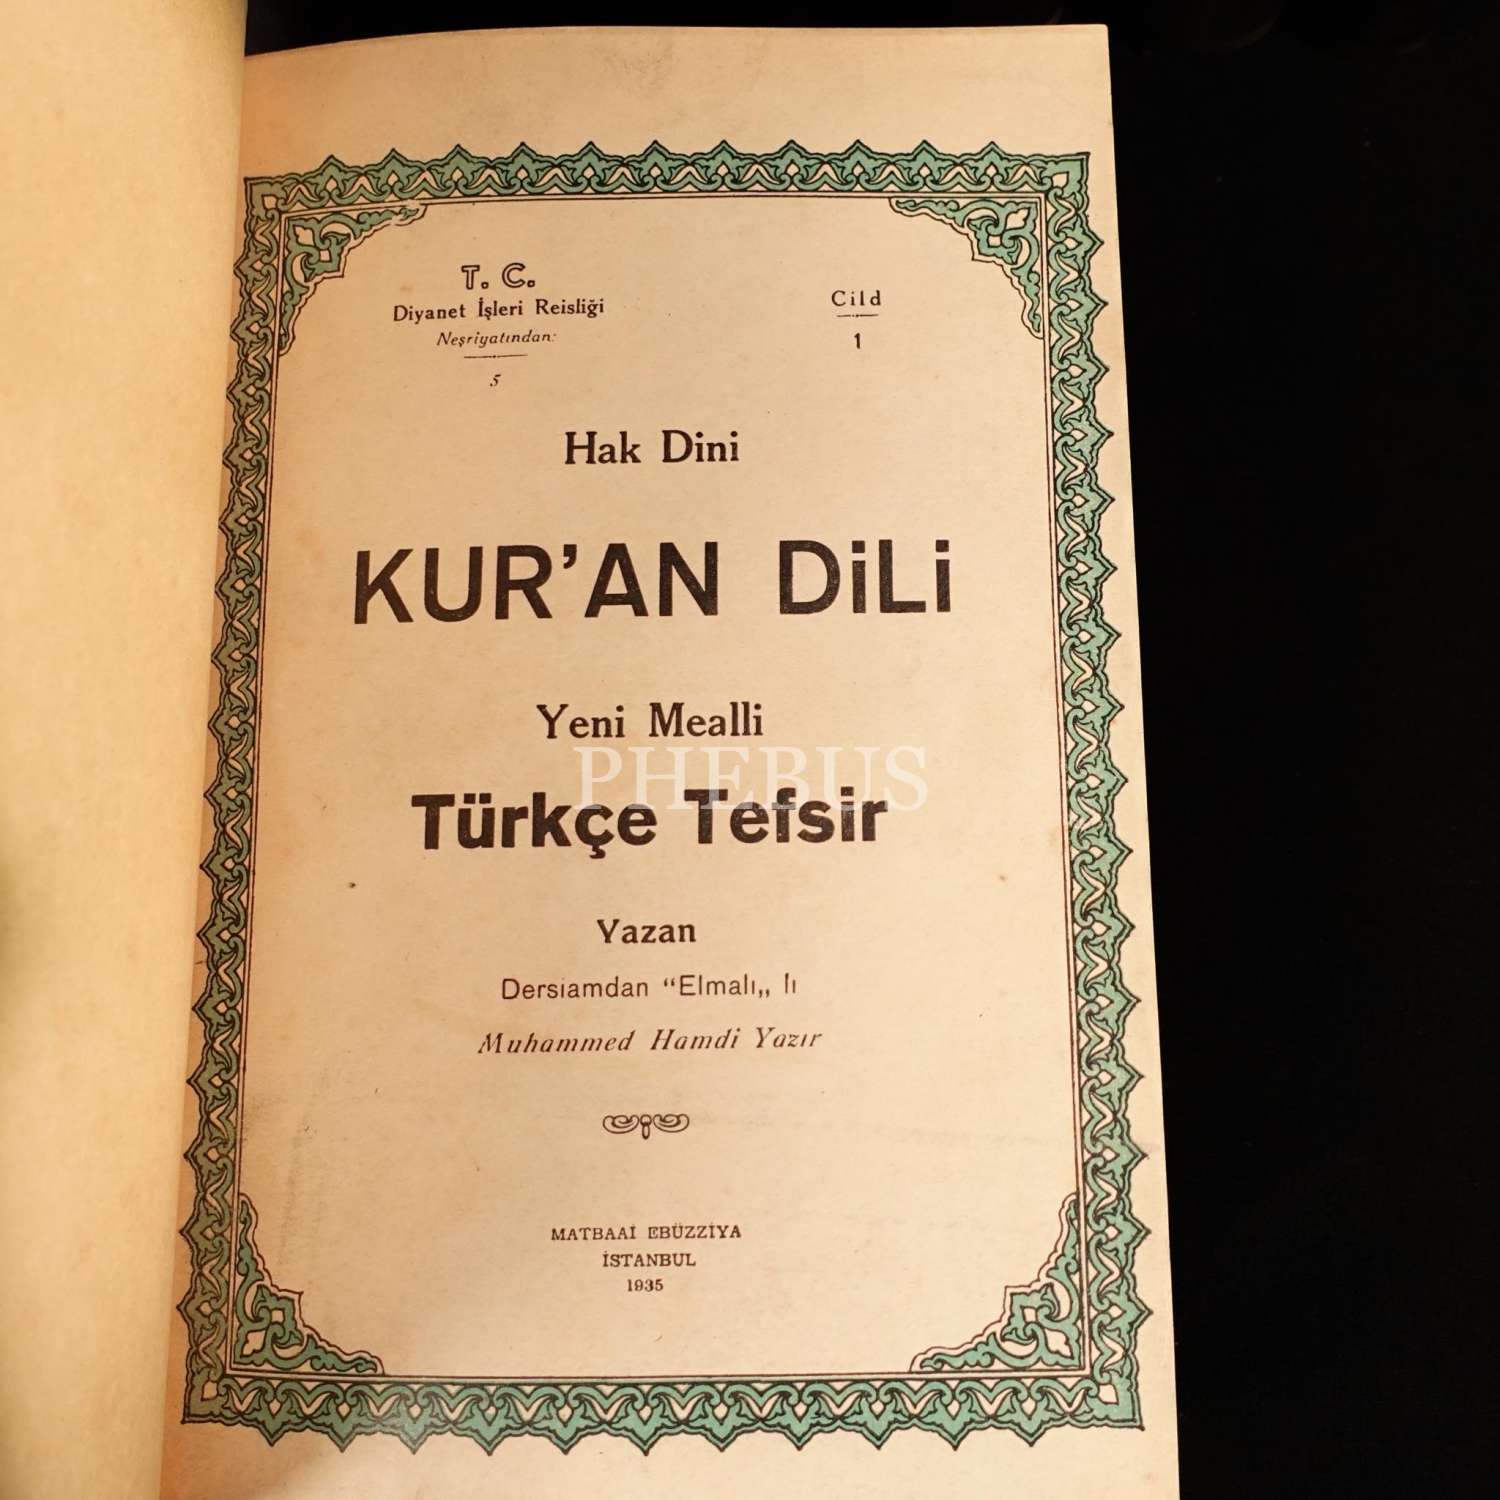 T. C.
Diyanet İşleri Reisliği
Neşriyatından:
5
Cild
1
Hak Dini
KUR'AN DiLi
Yeni Mealli
PHEBUS
Türkçe Tefsir
Yazan
Dersıamdan “Elmalı„ lı
Muhammed Hamdi Yazır
MATBAAİ EBÜZZİYA
İSTANBUL
1935